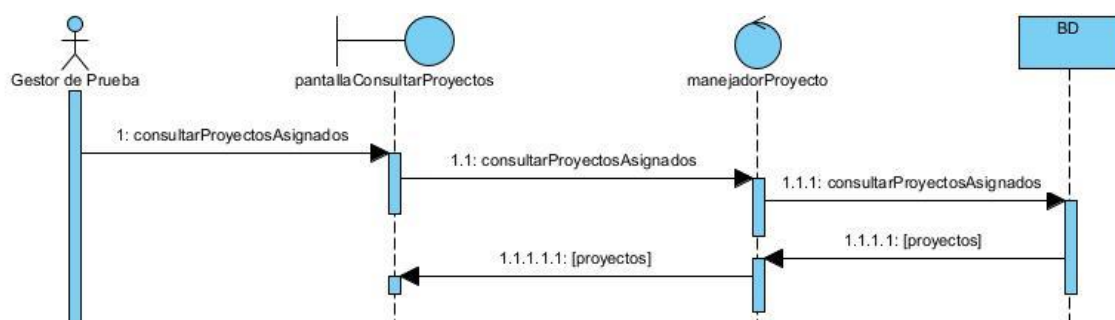 BD
Gestor de Prueba
pantallaConsultarProyectos
manejadorProyecto
1: consultarProyectosAsignados
1.1: consultarProyectosAsignados
1.1.1: consultarProyectosAsignados
1.1.1.1: [proyectos]
1.1.1.1.1: [proyectos]